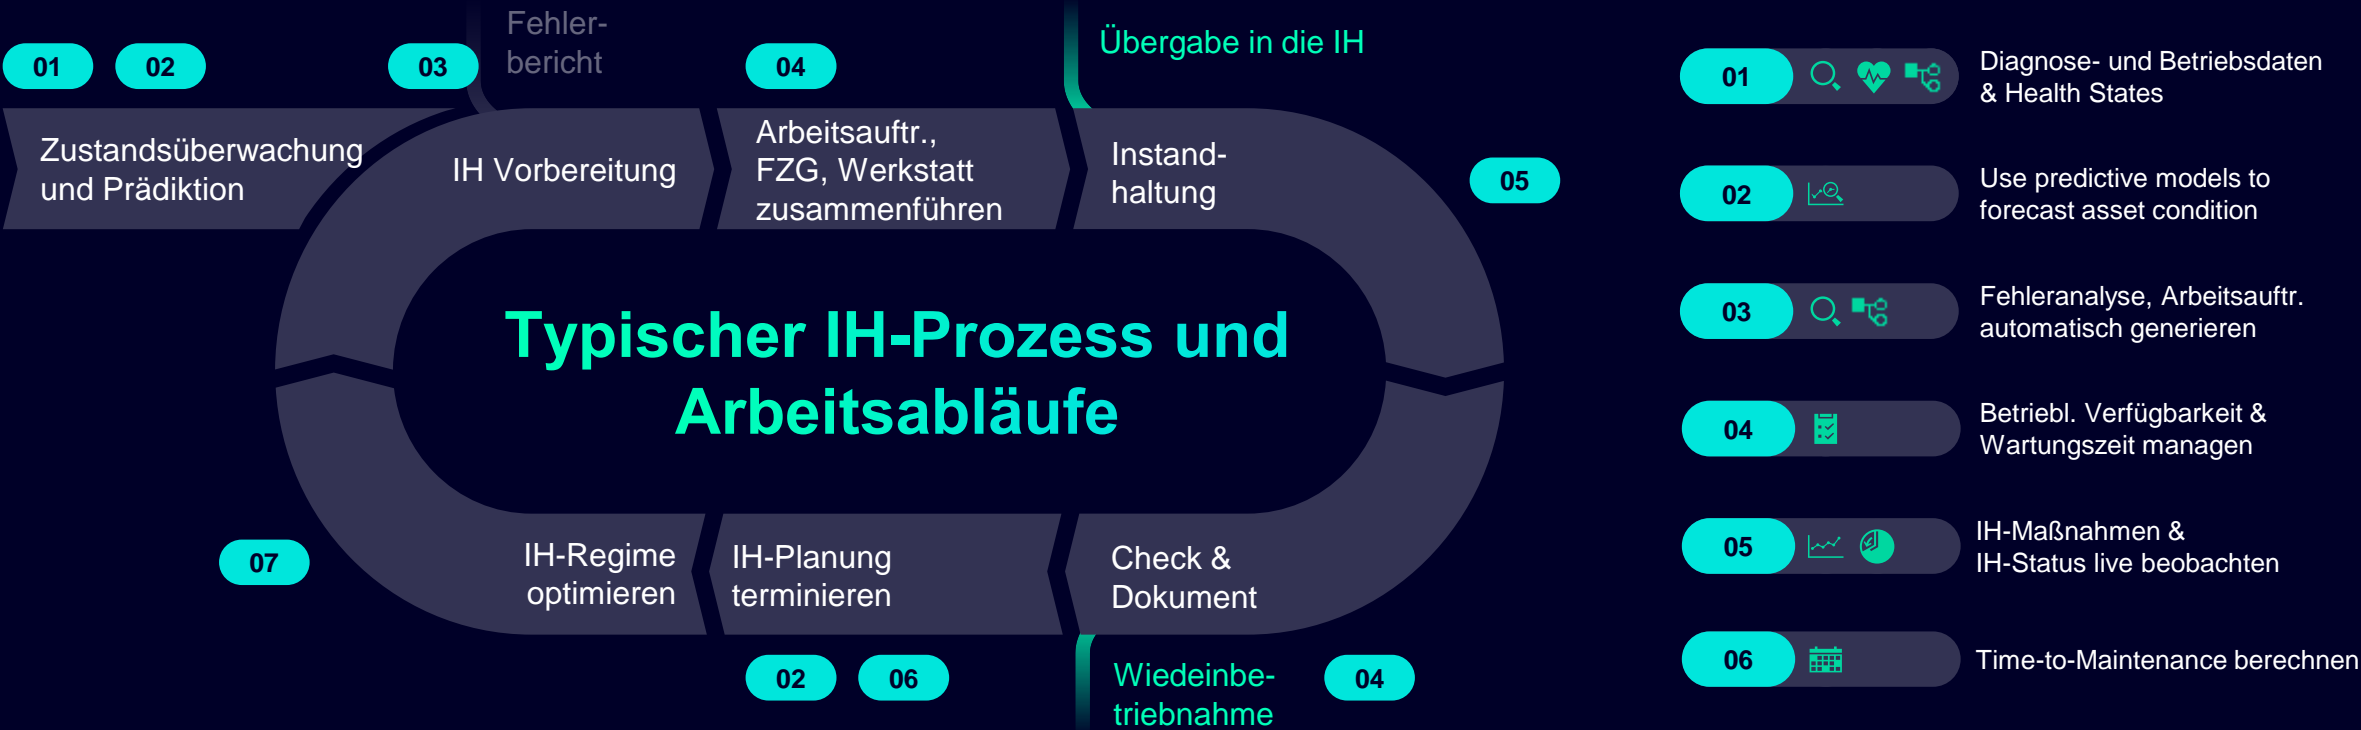 Fehler-
bericht
Übergabe in die IH
01
02
03
04
Zustandsüberwachung
und Prädiktion
IH Vorbereitung
Arbeitsauftr.,
FZG, Werkstatt
zusammenführen
Instand-
haltung
05
Typischer IH-Prozess und
Arbeitsabläufe
07
IH-Regime
optimieren
IH-Planung
terminieren
Check &
Dokument
02
06
Wiedeinbe-
triebnahme
04
01
Diagnose- und Betriebsdaten
& Health States
02
Use predictive models to
forecast asset condition
03
Fehleranalyse, Arbeitsauftr.
automatisch generieren
04
Betriebl. Verfügbarkeit &
Wartungszeit managen
05
IH-Maßnahmen &
IH-Status live beobachten
06
Time-to-Maintenance berechnen